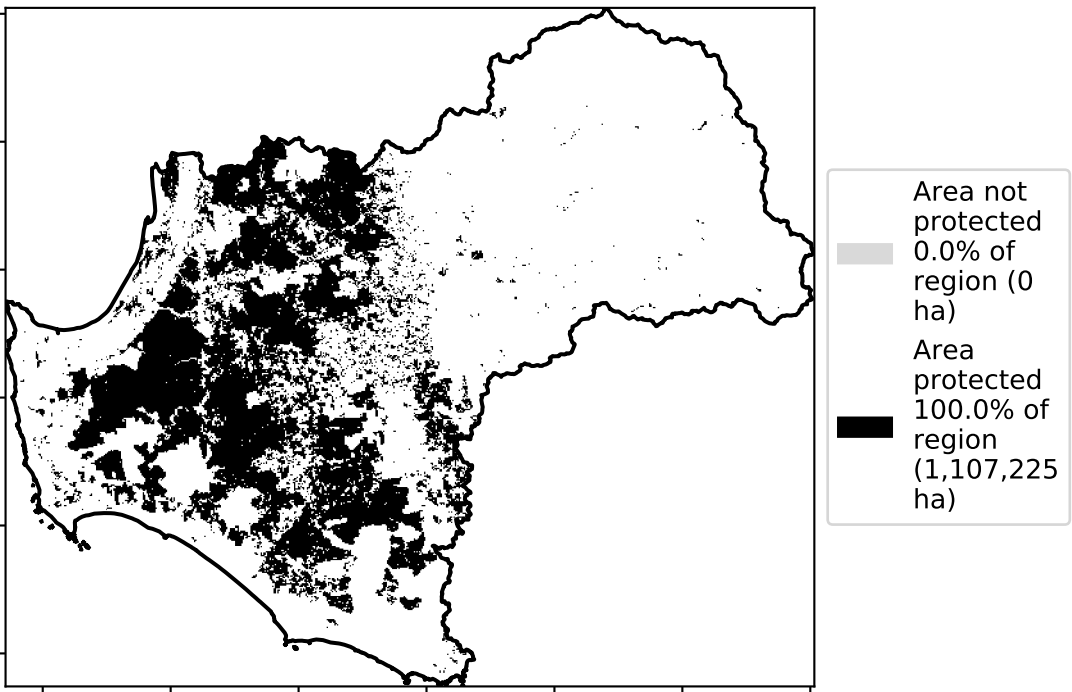 Area not
protected
0.0% of
region (0
ha)
Area
protected
100.0% of
region
(1,107,225
ha)